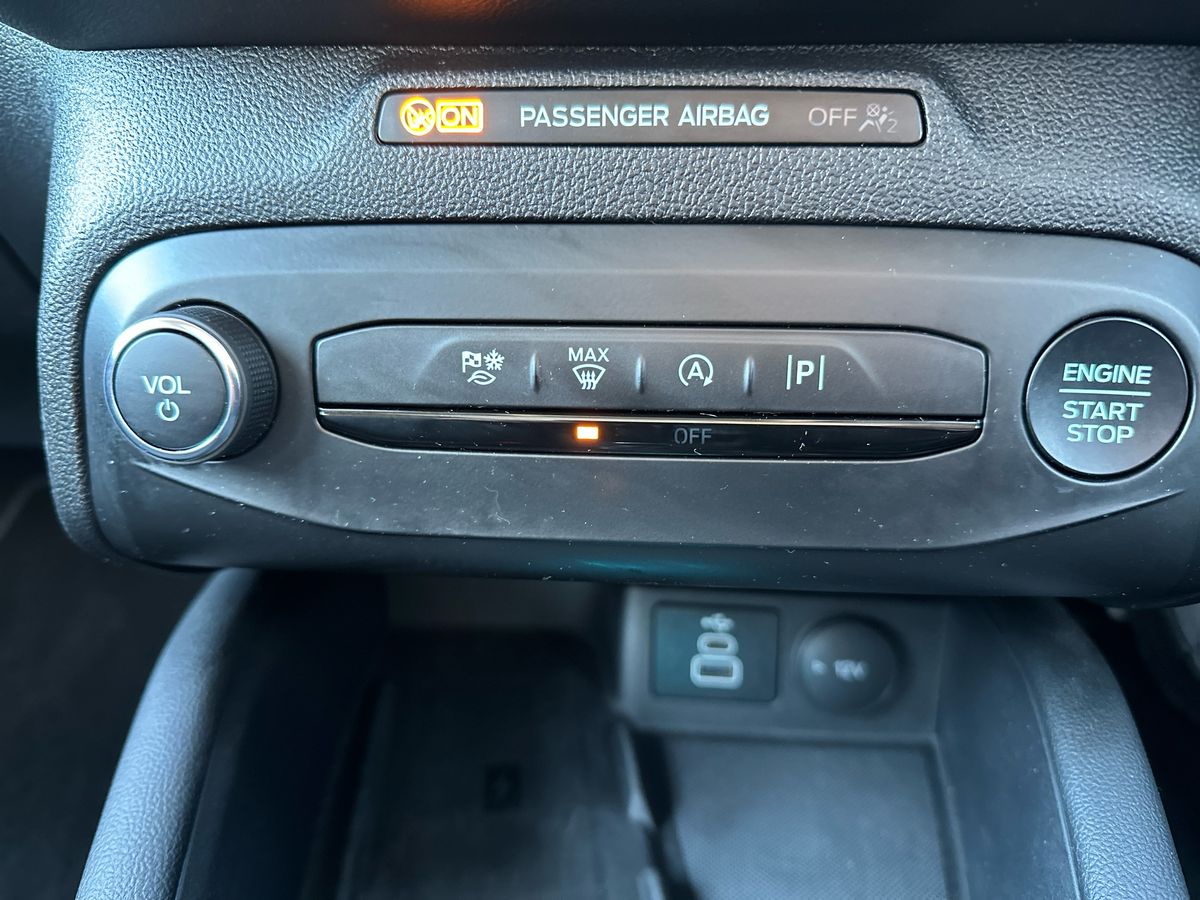 ON PASSENGER AIRBAG OFF 2
VOL
MAX
A
P
OFF
ENGINE
START
STOP
12V